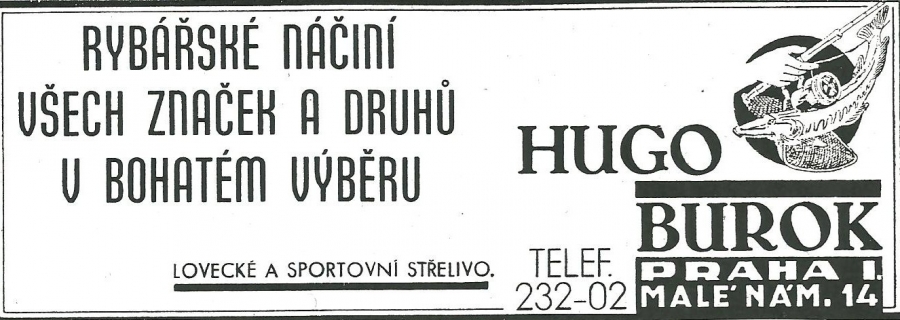 RYBÁŘSKÉ NÁČINÍ
VŠECH ZNAČEK A DRUHŮ
V BOHATÉM VÝBĚRU
LOVECKÉ A SPORTOVNÍ STŘELIVO.
TELEF.
232-02
HUGO
BUROK
PRAHA I.
MALÉ NÁM. 14